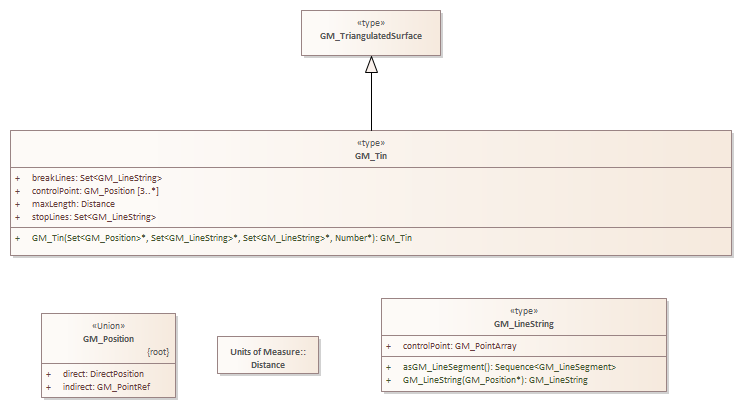 «type»
GM_TriangulatedSurface
«type»
GM_Tin
+ breakLines: Set<GM_LineString>
+ controlPoint: GM_Position [3..*]
+ maxLength: Distance
+ stopLines: Set<GM_LineString>
+ GM_Tin(Set<GM_Position>*, Set<GM_LineString>*, Set<GM_LineString>*, Number*): GM_Tin
«Union»
GM_Position
{root}
+ direct: DirectPosition
+ indirect: GM_PointRef
Units of Measure::
Distance
«type»
GM_LineString
+ controlPoint: GM_PointArray
+ asGM_LineSegment(): Sequence<GM_LineSegment>
+ GM_LineString(GM_Position*): GM_LineString